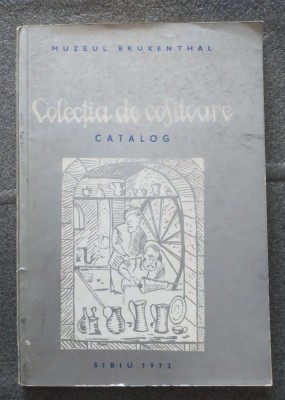 MUZEUL BRUKENTHAL
Colecția de cositoare
CATALOG
SIBIU 1972